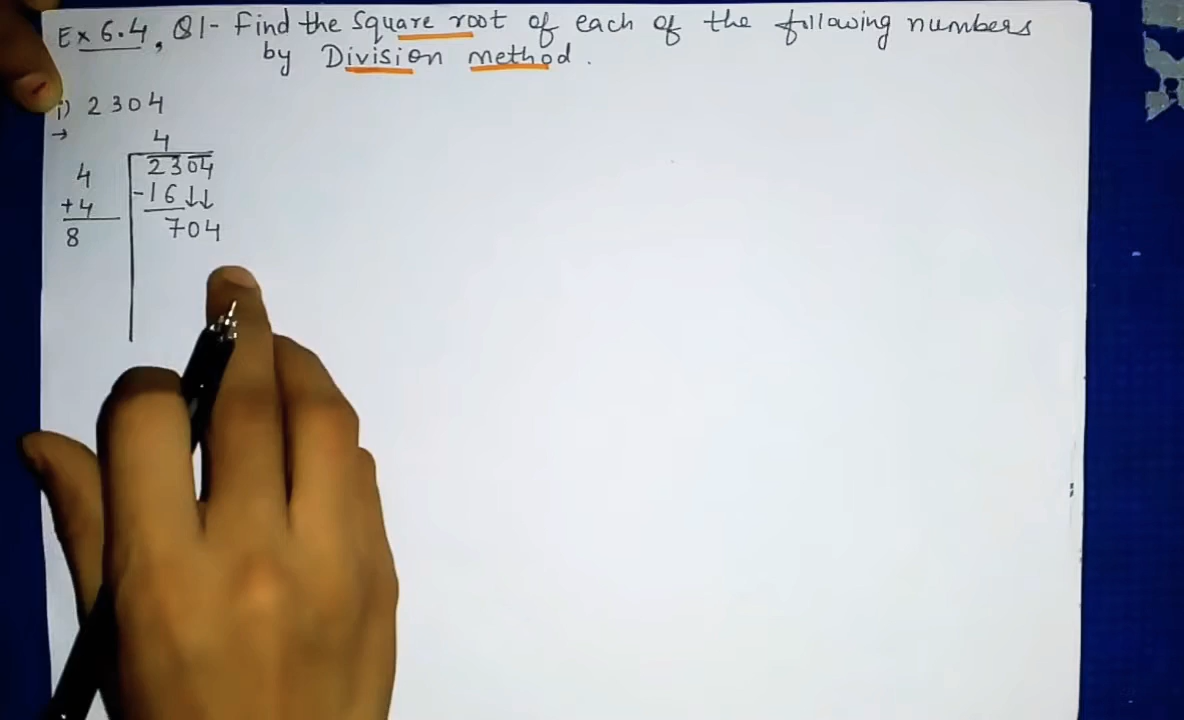 Ex 6.4, Q1- Find the Square root of each of the following numbers
by Division method.
i) 2304
→
4
4 2304
+4 -16↓↓
8 704